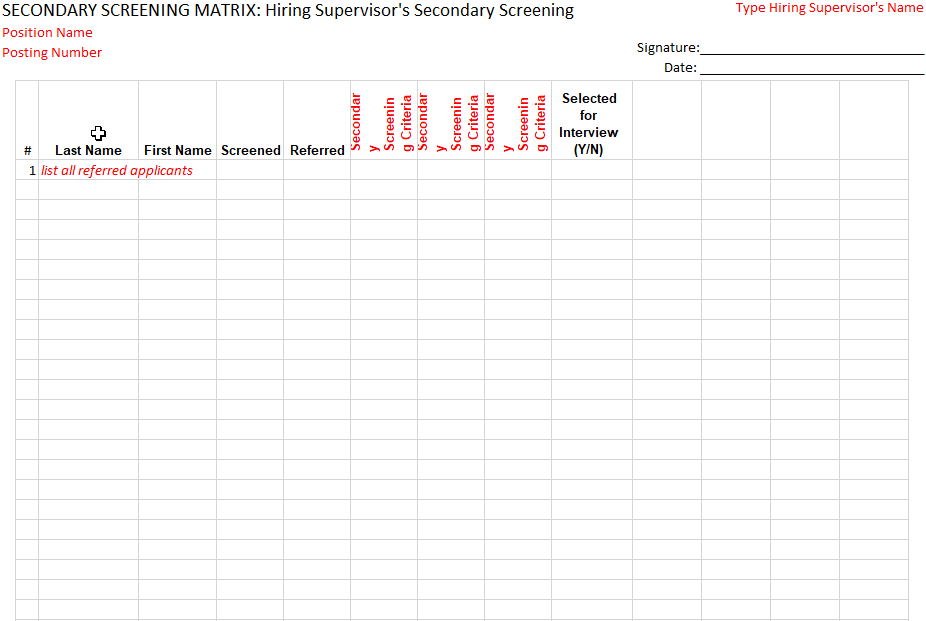 SECONDARY SCREENING MATRIX: Hiring Supervisor's Secondary Screening
Type Hiring Supervisor's Name
Position Name
Posting Number
Signature:
Date:
#
Last Name
First Name
Screened
Referred
Secondar
y
Screenin
g Criteria
Secondar
y
Screenin
g Criteria
Secondar
y
Screenin
g Criteria
Selected
for
Interview
(Y/N)
1 list all referred applicants